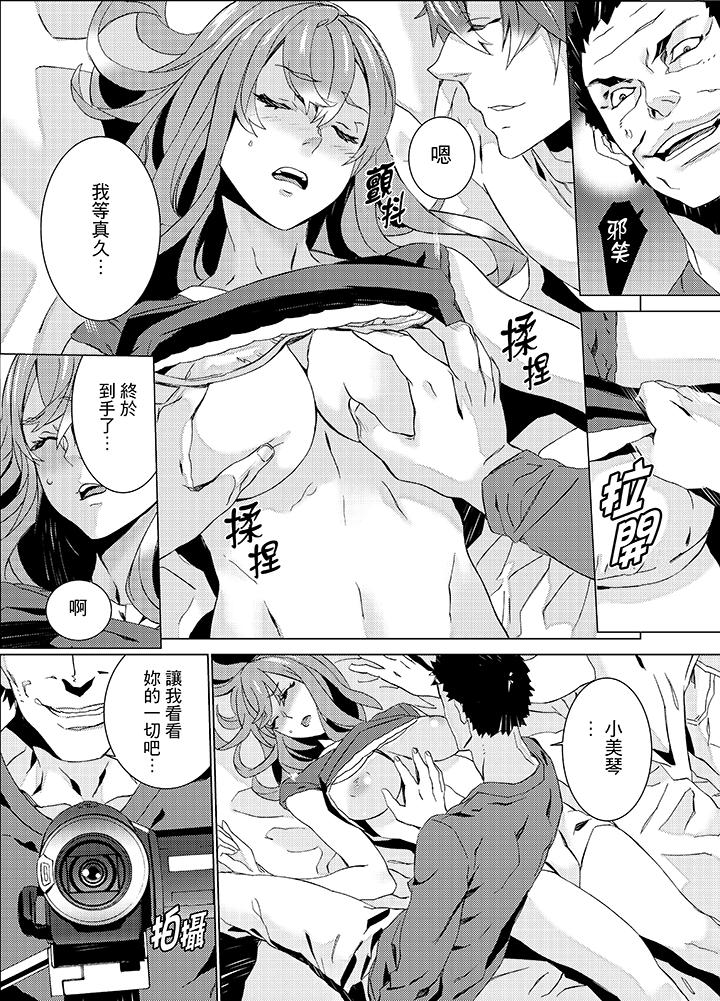 邪笑
嗯
顫抖
我等真久…
拉開
揉捏
揉捏
終於
到手了…
啊
小美琴
…
讓我看看
妳的一切吧…
拍攝